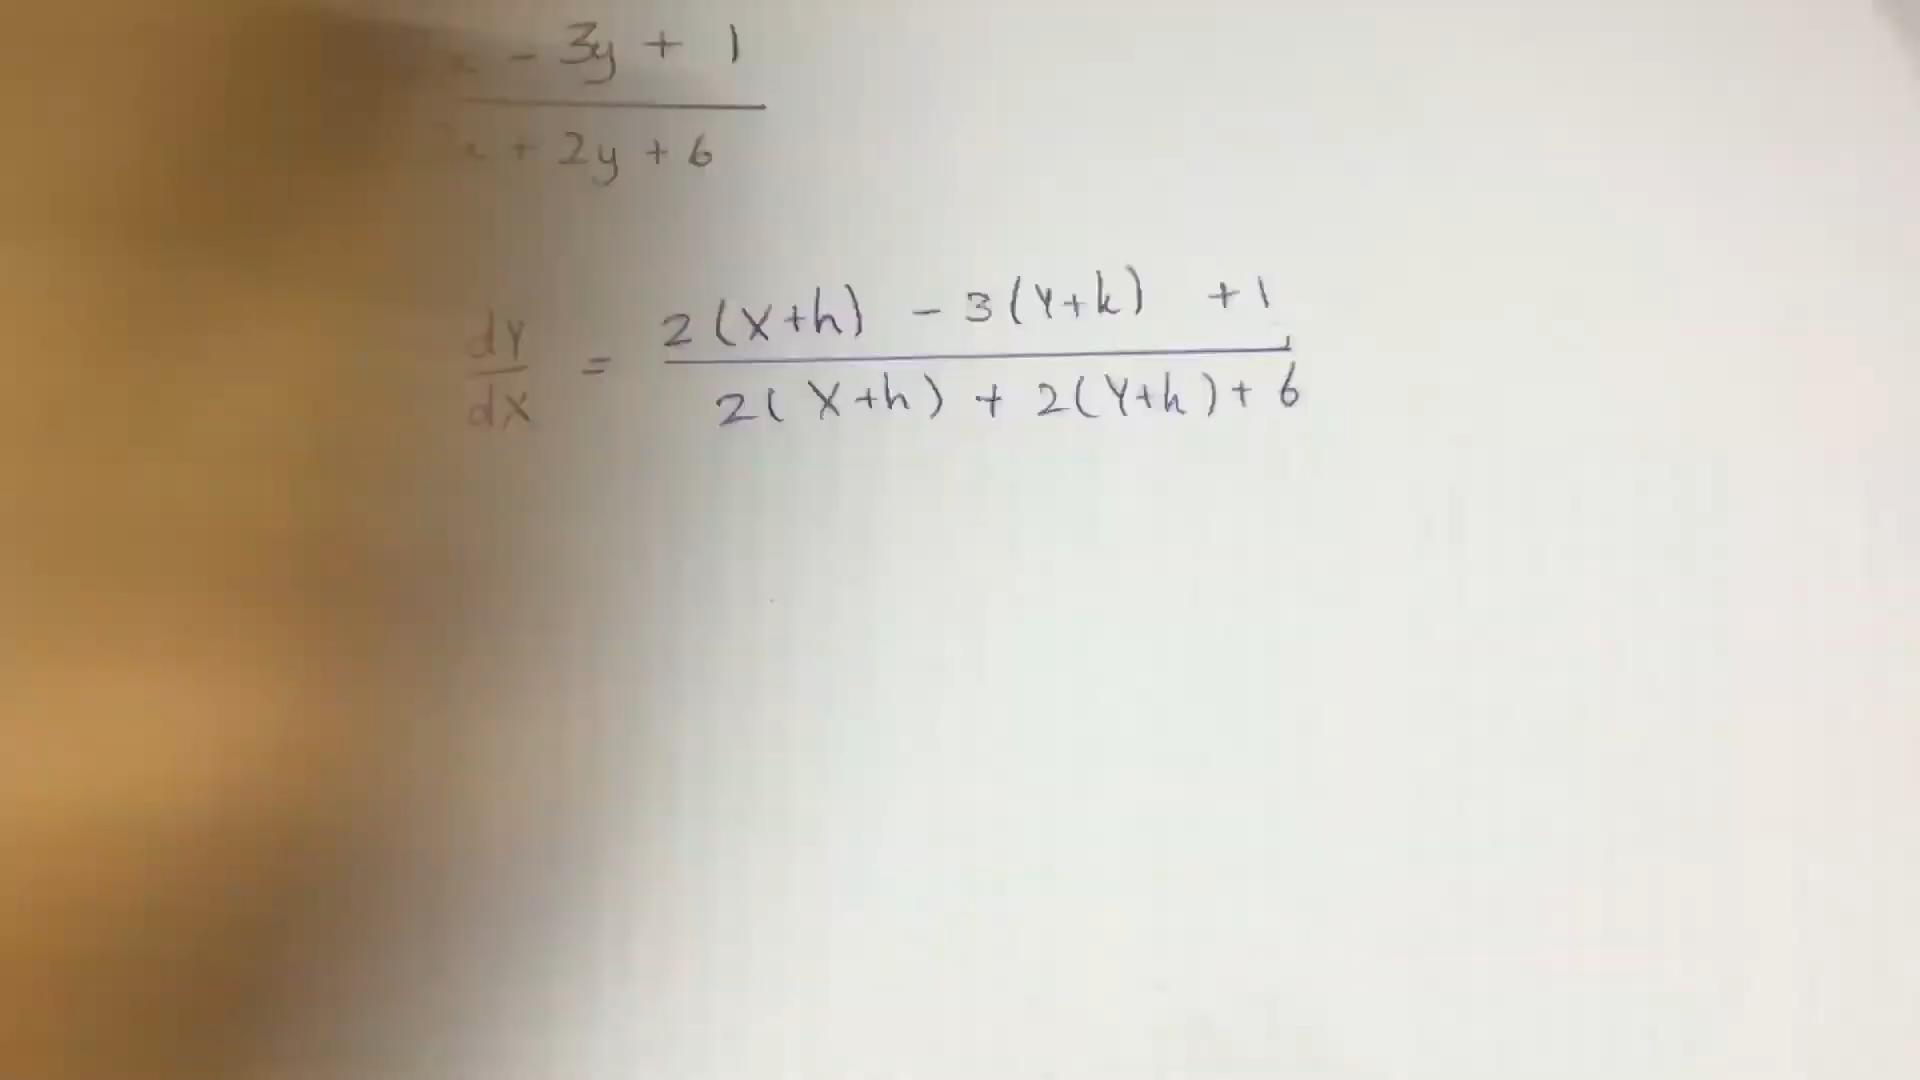 x - 3y + 1
x + 2y + 6
dY/dX = 2(X+h) - 3(Y+k) +1
2(X+h) + 2(Y+h) + 6